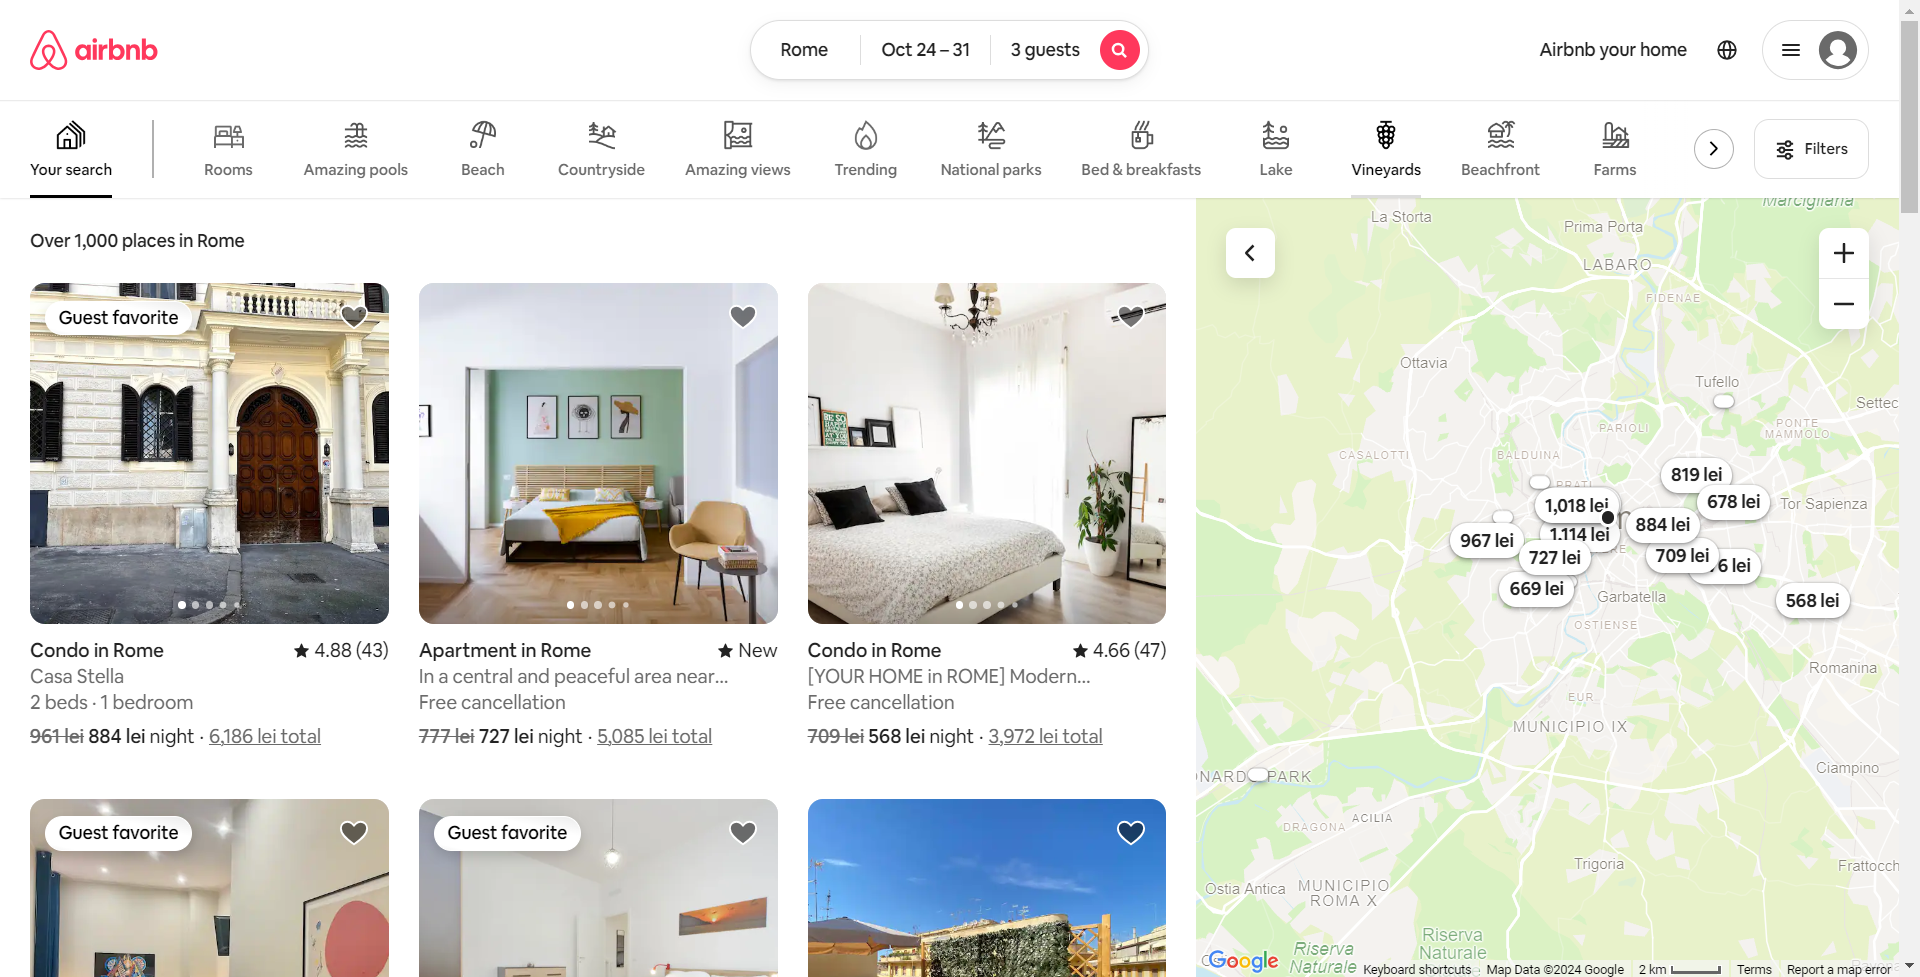 airbnb
Rome
Oct 24 – 31
3 guests
Airbnb your home
Your search
Rooms
Amazing pools
Beach
Countryside
Amazing views
Trending
National parks
Bed & breakfasts
Lake
Vineyards
Beachfront
Farms
Filters
Over 1,000 places in Rome
Guest favorite
Condo in Rome
4.88 (43)
Casa Stella
2 beds · 1 bedroom
961 lei 884 lei night · 6,186 lei total
Apartment in Rome
New
In a central and peaceful area near...
Free cancellation
777 lei 727 lei night · 5,085 lei total
Condo in Rome
4.66 (47)
[YOUR HOME in ROME] Modern...
Free cancellation
709 lei 568 lei night · 3,972 lei total
Guest favorite
Guest favorite
Marcigliana
La Storta
Prima Porta
LABARO
FIDENAE
Ottavia
Tufello
Settec
PONTE
MAMMOLO
PARIOLI
CASALOTTI
BALDUINA
PRATI
819 lei
678 lei
Tor Sapienza
1,018 lei
884 lei
1,114 lei
967 lei
727 lei
709 lei
6 lei
669 lei
568 lei
Garbatella
OSTIENSE
Romanina
EUR
MUNICIPIO IX
Ciampino
ONARDO PARK
DRAGONA
ACILIA
Trigoria
Frattocch
Ostia Antica
MUNICIPIO
ROMA X
Riserva
Naturale
Riserva
Naturale
Google
Keyboard shortcuts
Map Data ©2024 Google
2 km
Terms
Report a map error